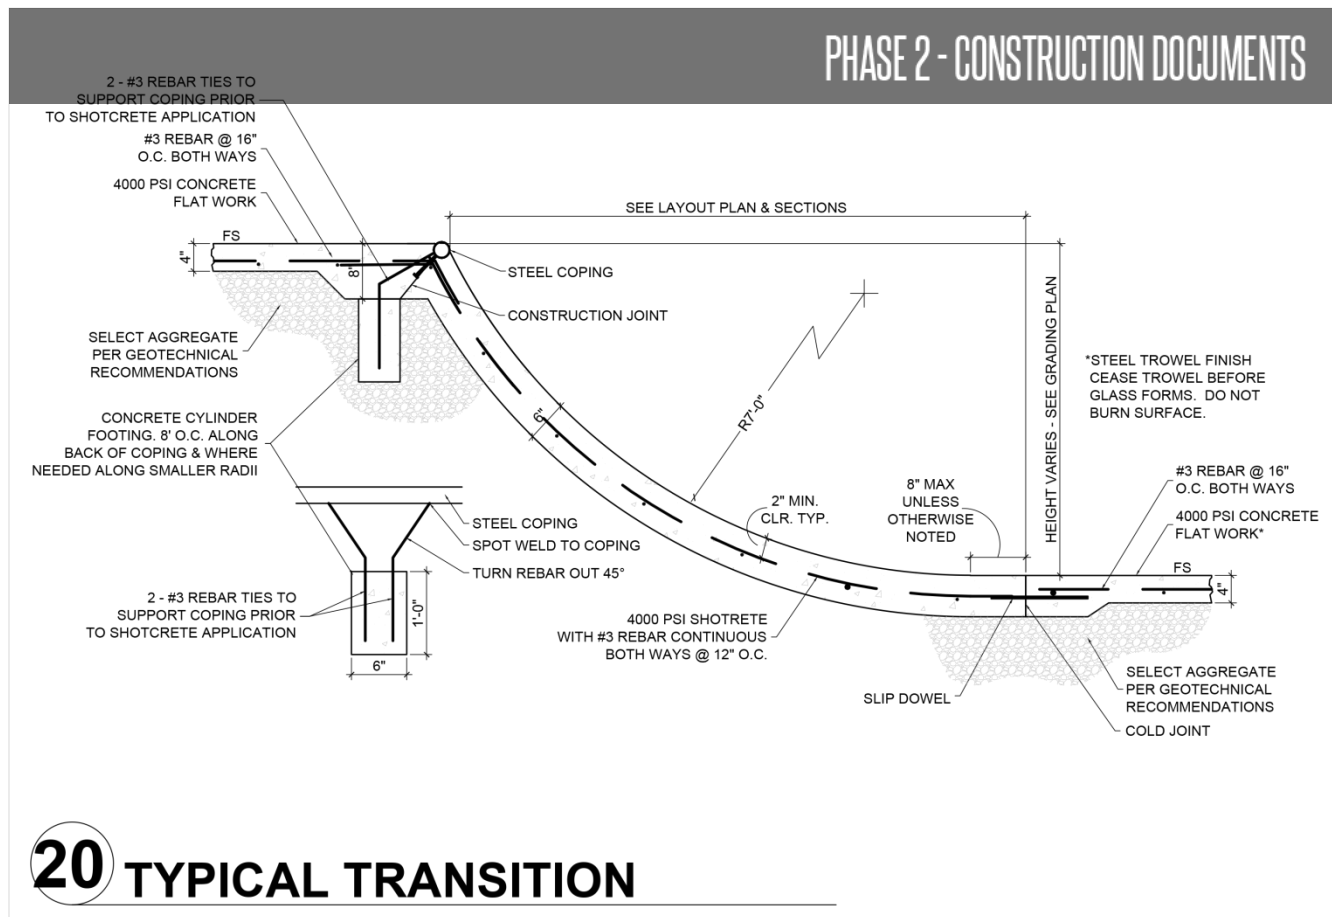 PHASE 2 - CONSTRUCTION DOCUMENTS
2 - #3 REBAR TIES TO
SUPPORT COPING PRIOR
TO SHOTCRETE APPLICATION
#3 REBAR @ 16"
O.C. BOTH WAYS
4000 PSI CONCRETE
FLAT WORK
FS
4"
8"
SEE LAYOUT PLAN & SECTIONS
STEEL COPING
CONSTRUCTION JOINT
SELECT AGGREGATE
PER GEOTECHNICAL
RECOMMENDATIONS
CONCRETE CYLINDER
FOOTING. 8' O.C. ALONG
BACK OF COPING & WHERE
NEEDED ALONG SMALLER RADII
6"
R7'-0"
HEIGHT VARIES - SEE GRADING PLAN
*STEEL TROWEL FINISH
CEASE TROWEL BEFORE
GLASS FORMS. DO NOT
BURN SURFACE.
2" MIN.
CLR. TYP.
8" MAX
UNLESS
OTHERWISE
NOTED
#3 REBAR @ 16"
O.C. BOTH WAYS
4000 PSI CONCRETE
FLAT WORK*
FS
4"
STEEL COPING
SPOT WELD TO COPING
TURN REBAR OUT 45°
2 - #3 REBAR TIES TO
SUPPORT COPING PRIOR
TO SHOTCRETE APPLICATION
1'-0"
6"
4000 PSI SHOTRETE
WITH #3 REBAR CONTINUOUS
BOTH WAYS @ 12" O.C.
SLIP DOWEL
SELECT AGGREGATE
PER GEOTECHNICAL
RECOMMENDATIONS
COLD JOINT
20 TYPICAL TRANSITION